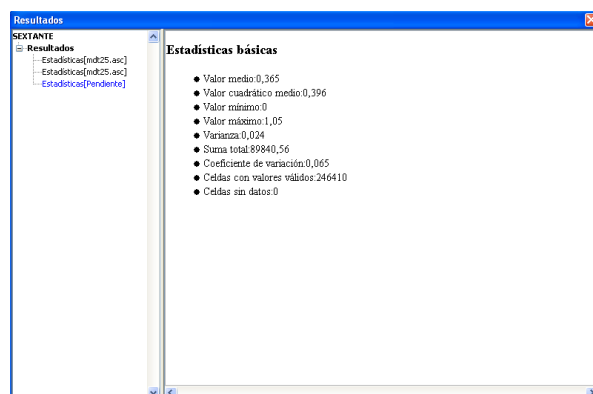 Resultados
SEXTANTE
Resultados
Estadísticas[mdt25.asc]
Estadísticas[mdt25.asc]
Estadísticas[Pendiente]
Estadísticas básicas
Valor medio:0,365
Valor cuadrático medio:0,396
Valor mínimo:0
Valor máximo:1,05
Varianza:0,024
Suma total:89840,56
Coeficiente de variación:0,065
Celdas con valores válidos:246410
Celdas sin datos:0